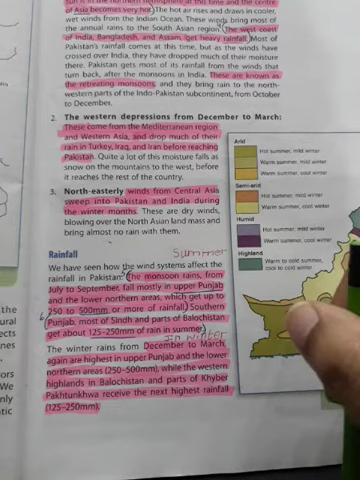 sun is in the northern hemisphere at this time and the centre
of Asia becomes very hot. The hot air rises and draws in cooler,
wet winds from the Indian Ocean. These winds bring most of
the annual rains to the South Asian region. The west coast
of India, Bangladesh, and Assam, get heavy rainfall. Most of
Pakistan's rainfall comes at this time, but as the winds have
crossed over India, they have dropped much of their moisture
there. Pakistan gets most of its rainfall from the winds that
turn back, after the monsoons in India. These are known as
the retreating monsoons, and they bring rain to the north-
western parts of the Indo-Pakistan subcontinent, from October
to December.
2. The western depressions from December to March:
These come from the Mediterranean region
and Western Asia, and drop much of their
rain in Turkey, Iraq, and Iran before reaching
Pakistan. Quite a lot of this moisture falls as
snow on the mountains to the west, before
it reaches the rest of the country.
3. North-easterly winds from Central Asia
sweep into Pakistan and India during
the winter months. These are dry winds,
blowing over the North Asian land mass and
bring almost no rain with them.
Rainfall
Summer
We have seen how the wind systems affect the
rainfall in Pakistan. The monsoon rains, from
July to September, fall mostly in upper Punjab
and the lower northern areas, which get up to
250 to 500mm or more of rainfall. Southern
Punjab, most of Sindh and parts of Balochistan
get about 125–250mm of rain in summer.
In winter
The winter rains from December to March,
again are highest in upper Punjab and the lower
northern areas (250–500mm), while the western
highlands in Balochistan and parts of Khyber
Pakhtunkhwa receive the next highest rainfall
(125–250mm).
Arid
Hot summer, mild winter
Warm summer, mild winter
Warm summer, cool winter
Semi-arid
Hot summer, mild winter
Warm summer, cool winter
Humid
Hot summer, mild winter
Warm summer, cool winter
Highland
Warm to cold summer,
cool to cold winter
the
ural
ects
nes
ors
We
nly
tic